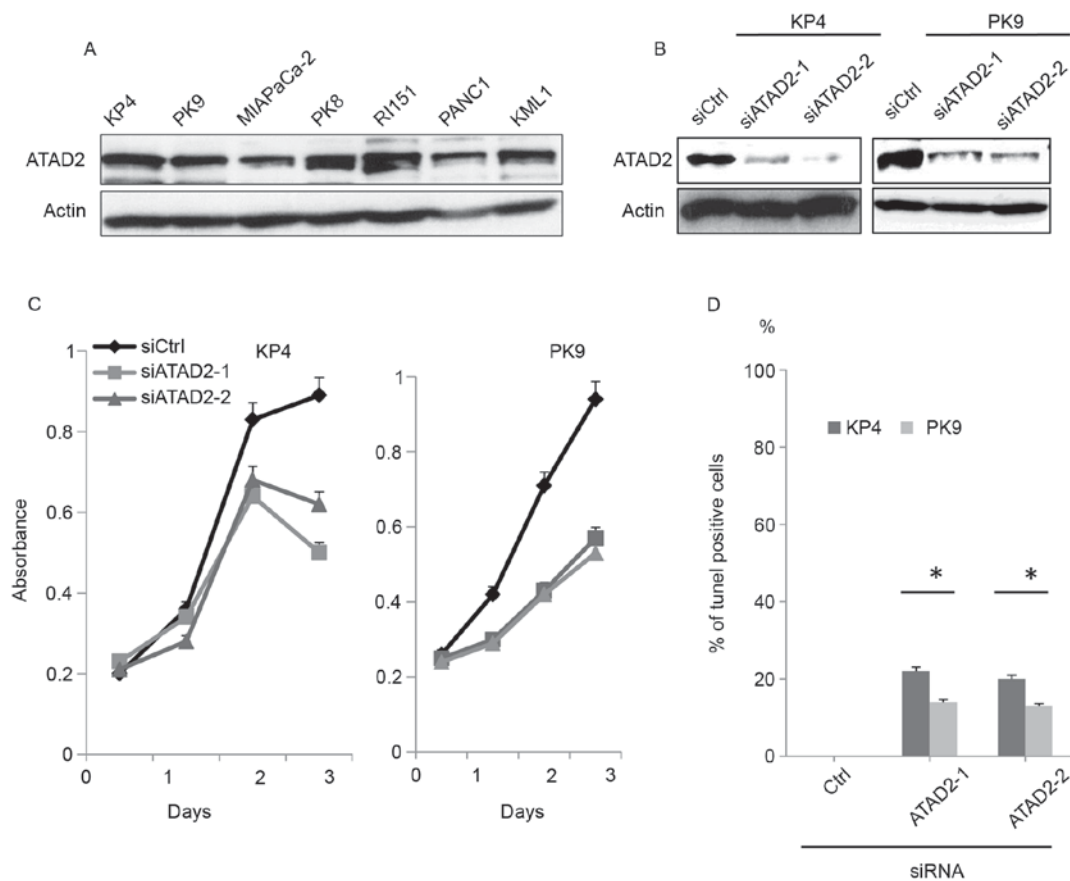 A
KP4 PK9 MIAPaCa-2 PK8 RI151 PANC1 KML1
ATAD2
Actin
B
KP4 PK9
siCtrl siATAD2-1 siATAD2-2 siCtrl siATAD2-1 siATAD2-2
ATAD2
Actin
C
siCtrl
siATAD2-1
siATAD2-2
KP4
Absorbance
1
0.8
0.6
0.4
0.2
0
0 1 2 3
Days
PK9
1
0.8
0.6
0.4
0.2
0
0 1 2 3
Days
D
%
% of tunel positive cells
100
80
60
40
20
0
KP4 PK9
* *
Ctrl ATAD2-1 ATAD2-2
siRNA